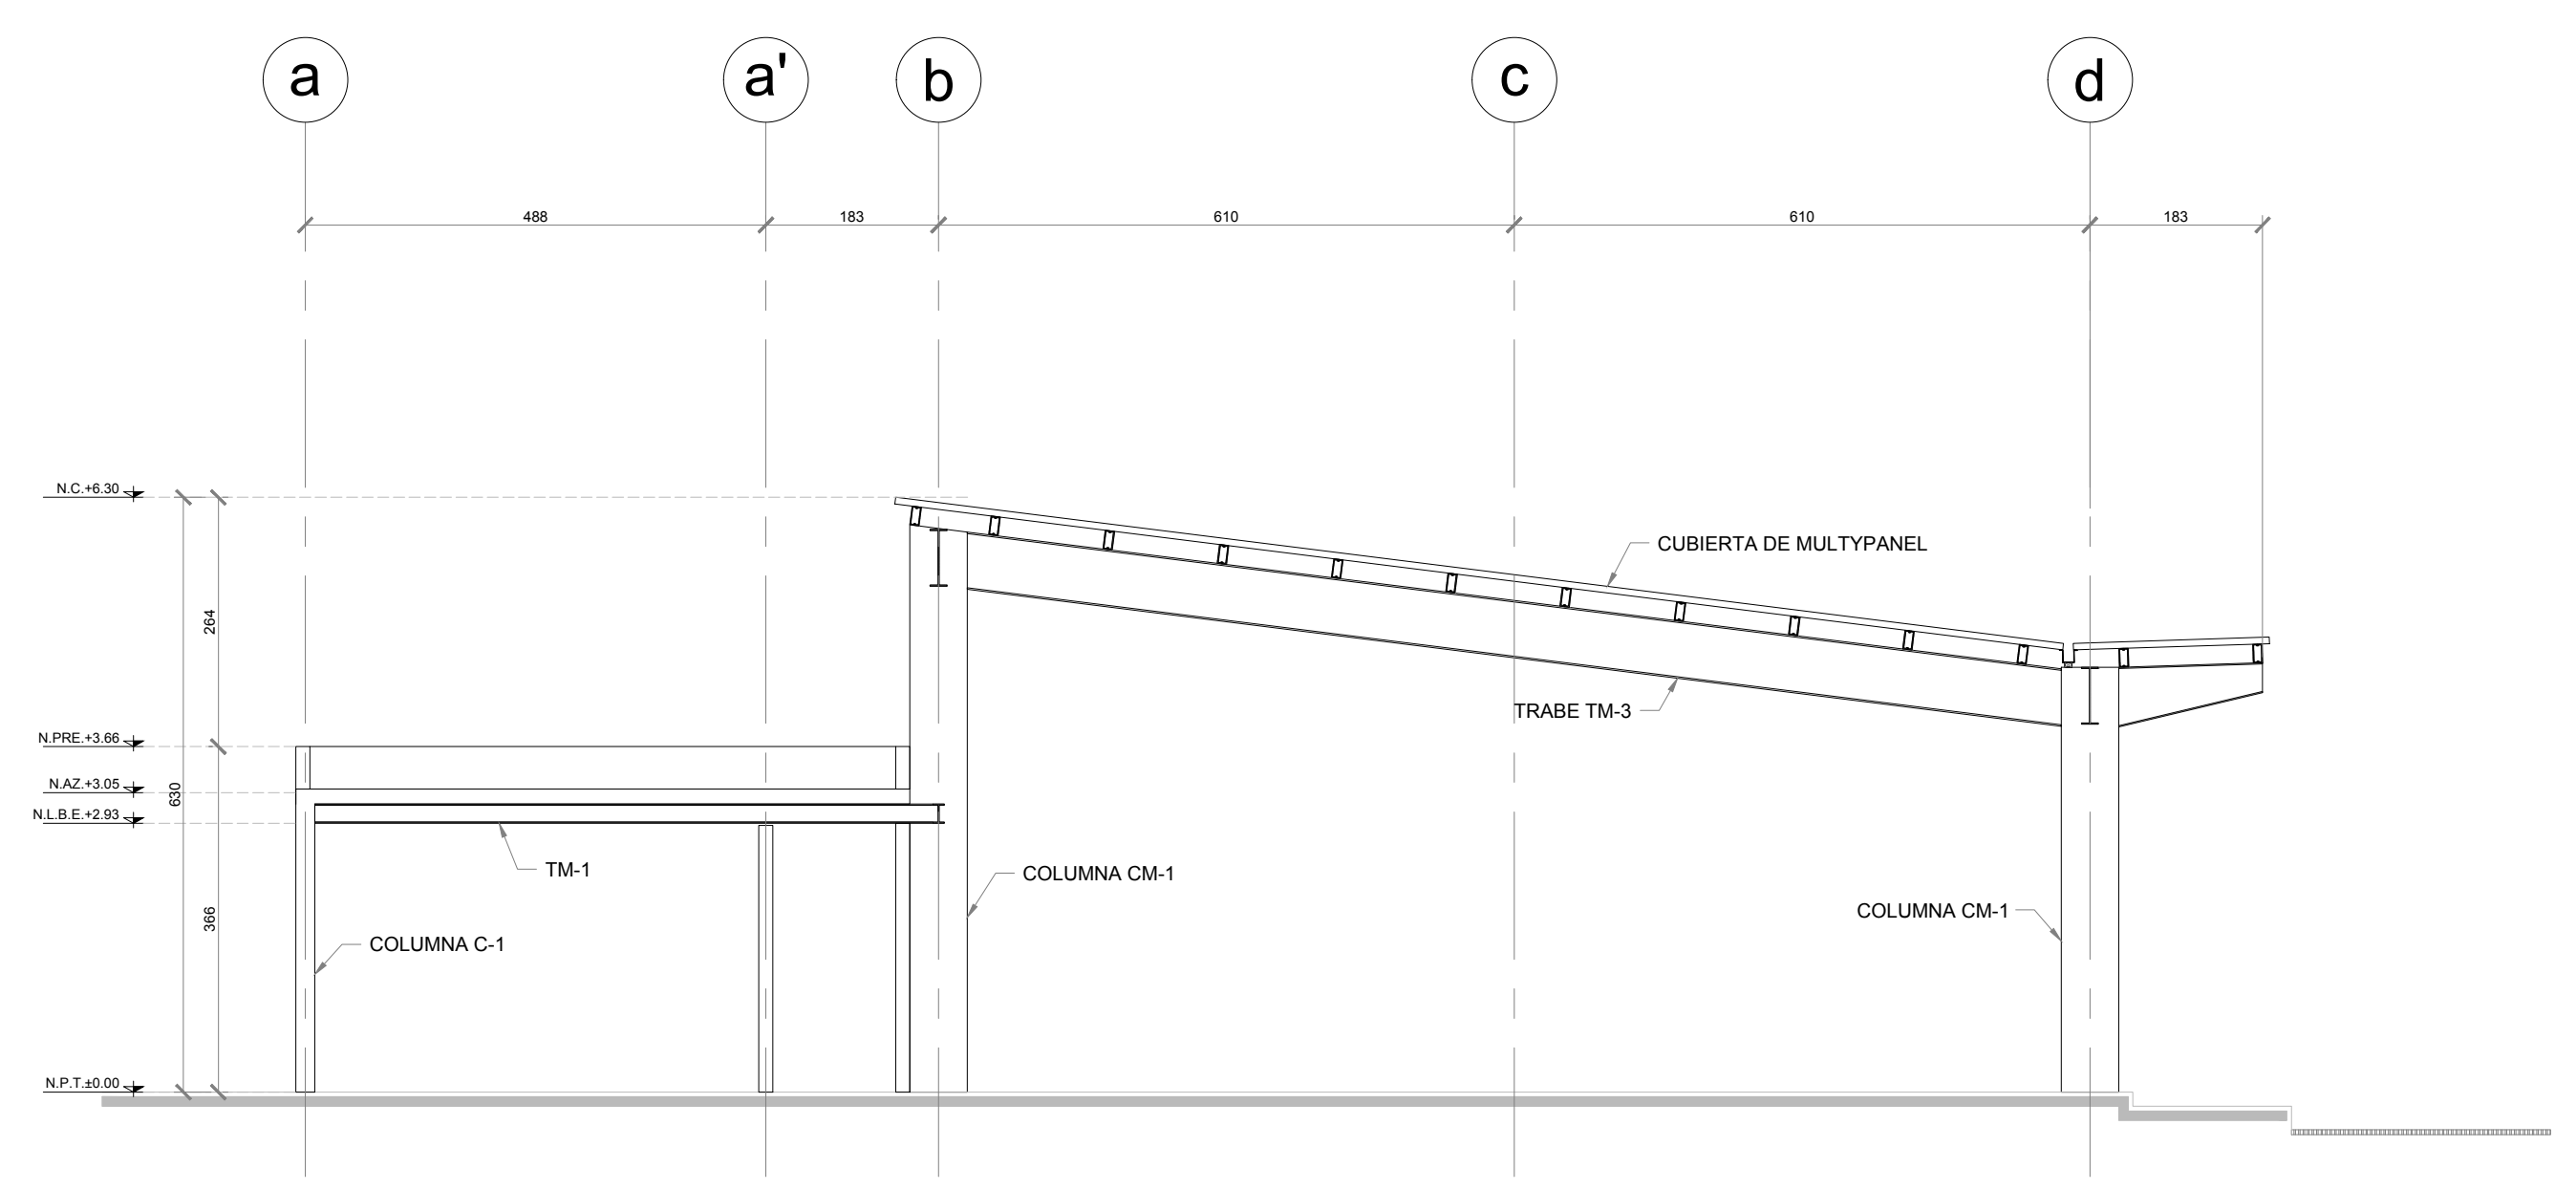 a
a'
b
c
d
488
183
610
610
183
N.C.+6.30
CUBIERTA DE MULTYPANEL
264
TRABE TM-3
N.PRE.+3.66
N.AZ.+3.05
630
N.L.B.E.+2.93
TM-1
COLUMNA CM-1
COLUMNA CM-1
366
COLUMNA C-1
N.P.T.±0.00